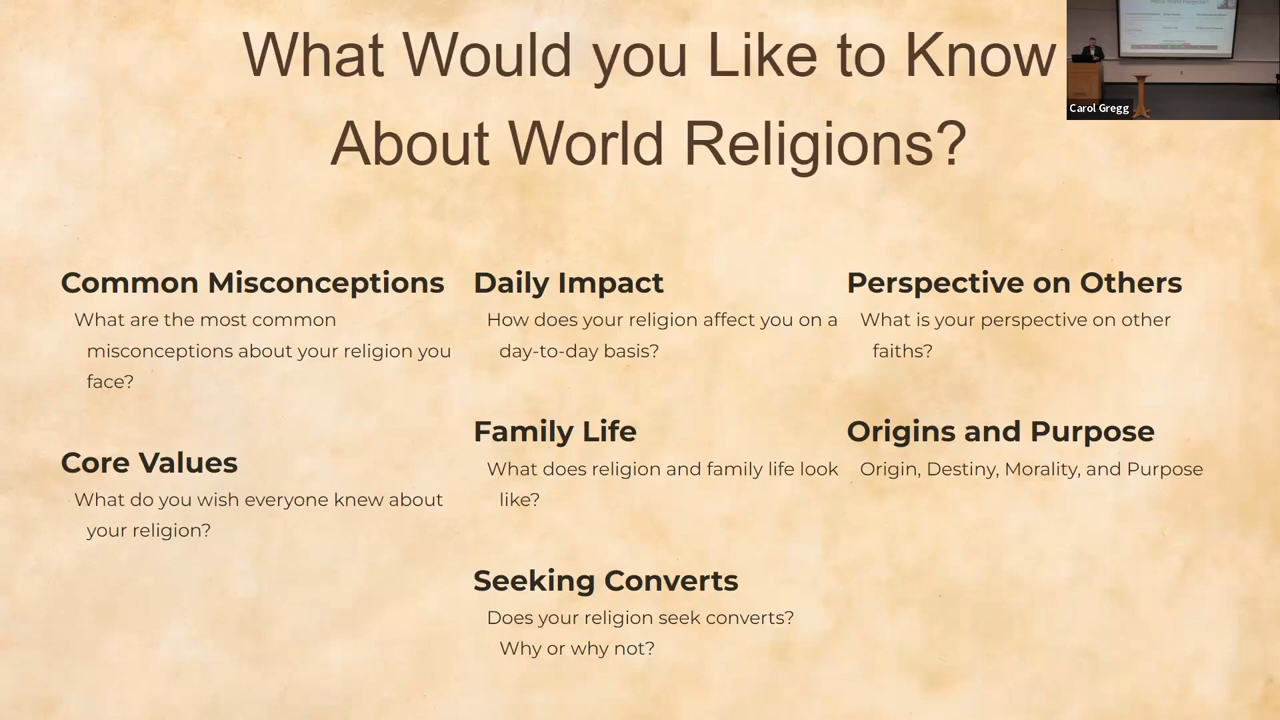 What Would you Like to Know
About World Religions?
Carol Gregg
Common Misconceptions
What are the most common
misconceptions about your religion you
face?
Core Values
What do you wish everyone knew about
your religion?
Daily Impact
How does your religion affect you on a
day-to-day basis?
Family Life
What does religion and family life look
like?
Seeking Converts
Does your religion seek converts?
Why or why not?
Perspective on Others
What is your perspective on other
faiths?
Origins and Purpose
Origin, Destiny, Morality, and Purpose